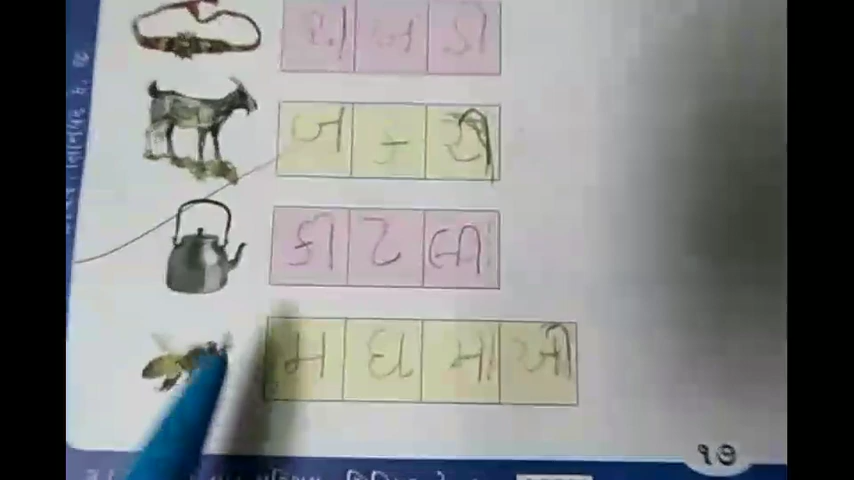 રા ખ ડી
બ ક રી
કી ટ લી
મ ધ મા ખી
૧૭